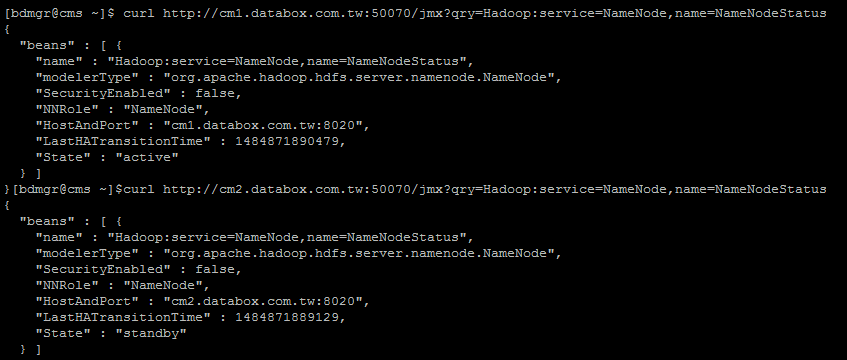 [bdmgr@cms ~]$ curl http://cm1.databox.com.tw:50070/jmx?qry=Hadoop:service=NameNode,name=NameNodeStatus
{
  "beans" : [ {
    "name" : "Hadoop:service=NameNode,name=NameNodeStatus",
    "modelerType" : "org.apache.hadoop.hdfs.server.namenode.NameNode",
    "SecurityEnabled" : false,
    "NNRole" : "NameNode",
    "HostAndPort" : "cm1.databox.com.tw:8020",
    "LastHATransitionTime" : 1484871890479,
    "State" : "active"
  } ]
}[bdmgr@cms ~]$curl http://cm2.databox.com.tw:50070/jmx?qry=Hadoop:service=NameNode,name=NameNodeStatus
{
  "beans" : [ {
    "name" : "Hadoop:service=NameNode,name=NameNodeStatus",
    "modelerType" : "org.apache.hadoop.hdfs.server.namenode.NameNode",
    "SecurityEnabled" : false,
    "NNRole" : "NameNode",
    "HostAndPort" : "cm2.databox.com.tw:8020",
    "LastHATransitionTime" : 1484871889129,
    "State" : "standby"
  } ]